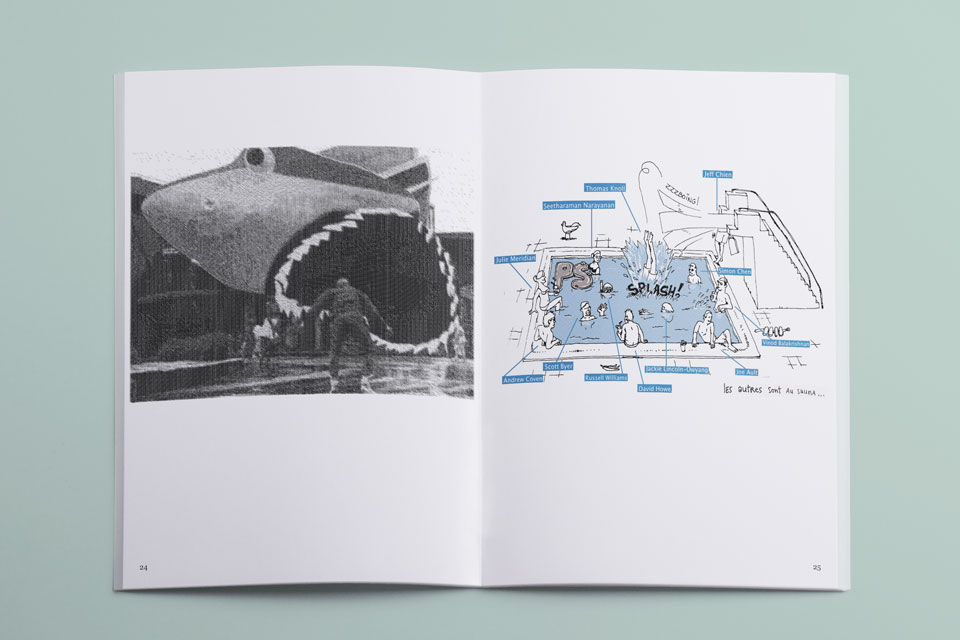 24
Jeff Chien
zzzboing!
Thomas Knoll
Seetharaman Narayanan
Julie Meridian
Simon Chen
PS
SPLASH!
Vinod Balakrishnan
Scott Byer
Jackie Lincoln-Owyang
Joe Ault
Andrew Coven
Russell Williams
David Howe
les autres sont au sauna...
25